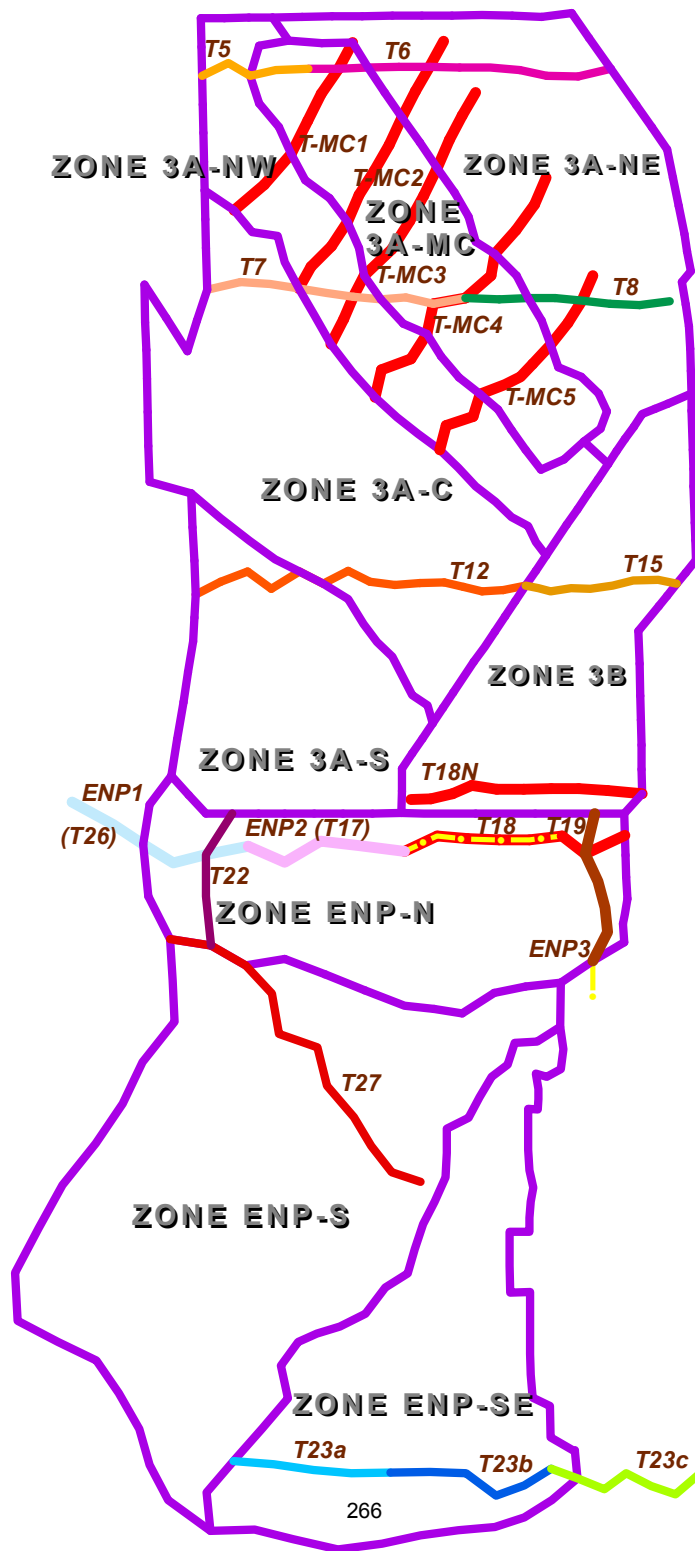 T5
T6
T-MC1
ZONE 3A-NW
ZONE 3A-NE
T-MC2
ZONE
3A-MC
T7
T-MC3
T8
T-MC4
T-MC5
ZONE 3A-C
T12
T15
ZONE 3B
ZONE 3A-S
T18N
ENP1
(T26)
ENP2 (T17)
T18
T19
T22
ZONE ENP-N
ENP3
T27
ZONE ENP-S
ZONE ENP-SE
T23a
T23b
T23c
266